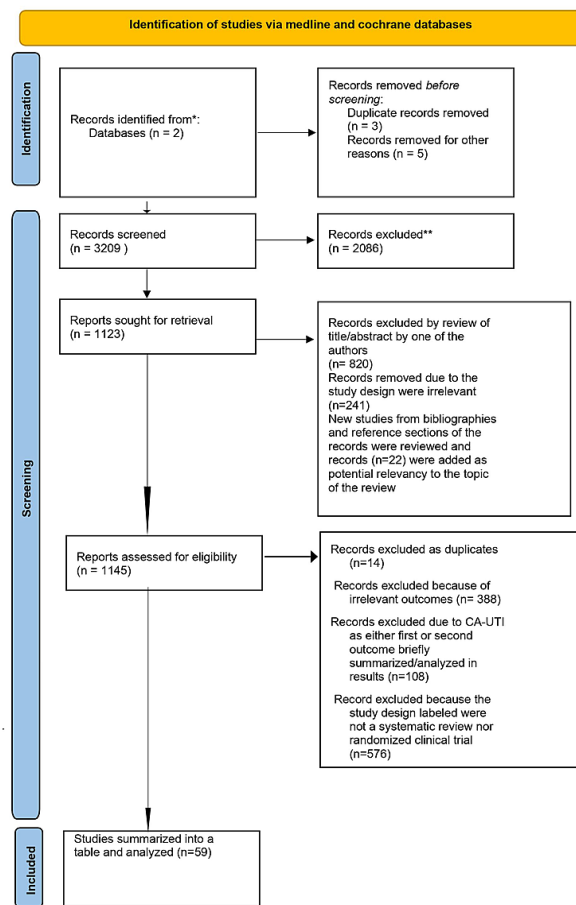 Identification of studies via medline and cochrane databases
Identification
Records identified from*:
Databases (n = 2)
Records removed before
screening:
Duplicate records removed
(n = 3)
Records removed for other
reasons (n = 5)
Screening
Records screened
(n = 3209 )
Records excluded**
(n = 2086)
Reports sought for retrieval
(n = 1123)
Records excluded by review of
title/abstract by one of the
authors
(n= 820)
Records removed due to the
study design were irrelevant
(n=241)
New studies from bibliographies
and reference sections of the
records were reviewed and
records (n=22) were added as
potential relevancy to the topic
of the review
Reports assessed for eligibility
(n = 1145)
Records excluded as duplicates
(n=14)
Records excluded because of
irrelevant outcomes (n= 388)
Records excluded due to CA-UTI
as either first or second
outcome briefly
summarized/analyzed in
results (n=108)
Record excluded because the
study design labeled were
not a systematic review nor
randomized clinical trial
(n=576)
Included
Studies summarized into a
table and analyzed (n=59)